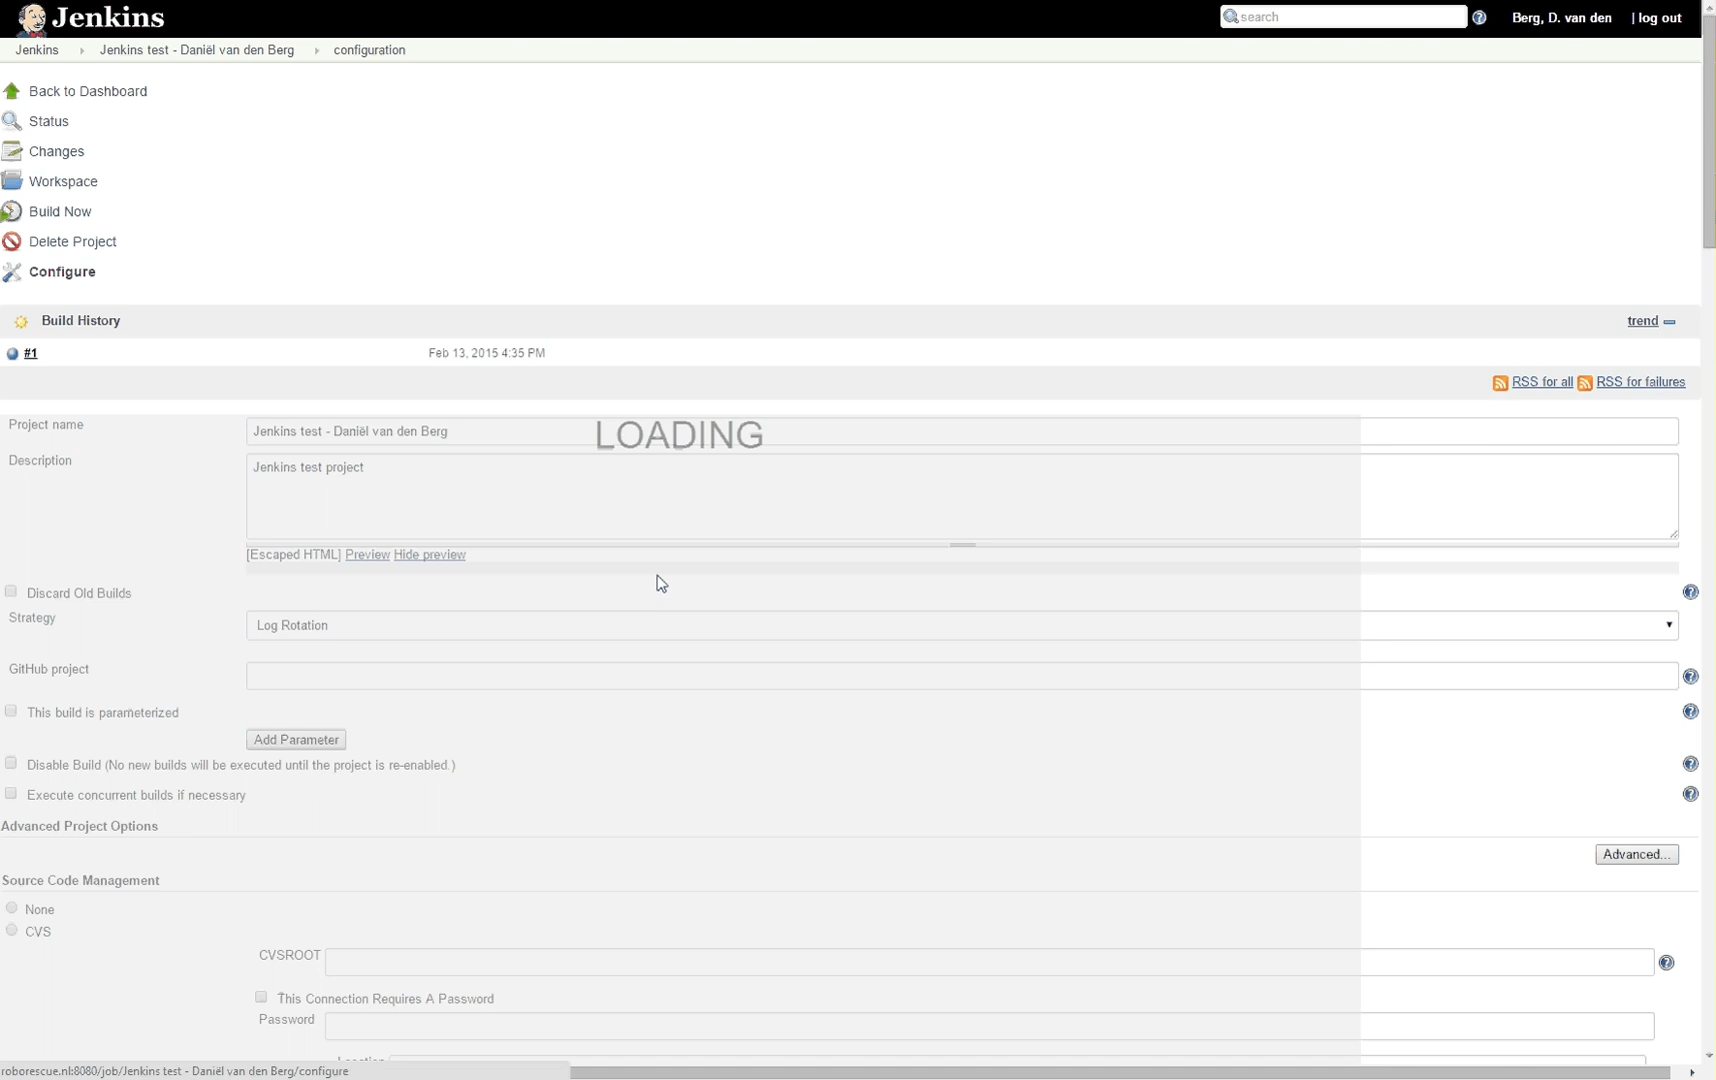 Jenkins
search
Berg, D. van den | log out
Jenkins Jenkins test - Daniël van den Berg configuration
Back to Dashboard
Status
Changes
Workspace
Build Now
Delete Project
Configure
Build History
trend
#1 Feb 13, 2015 4:35 PM
RSS for all RSS for failures
Project name
Jenkins test - Daniël van den Berg
LOADING
Description
Jenkins test project
[Escaped HTML] Preview Hide preview
Discard Old Builds
Strategy
Log Rotation
GitHub project
This build is parameterized
Add Parameter
Disable Build (No new builds will be executed until the project is re-enabled.)
Execute concurrent builds if necessary
Advanced Project Options
Advanced...
Source Code Management
None
CVS
CVSROOT
This Connection Requires A Password
Password
Location
roborescue.nl:8080/job/Jenkins test - Daniël van den Berg/configure